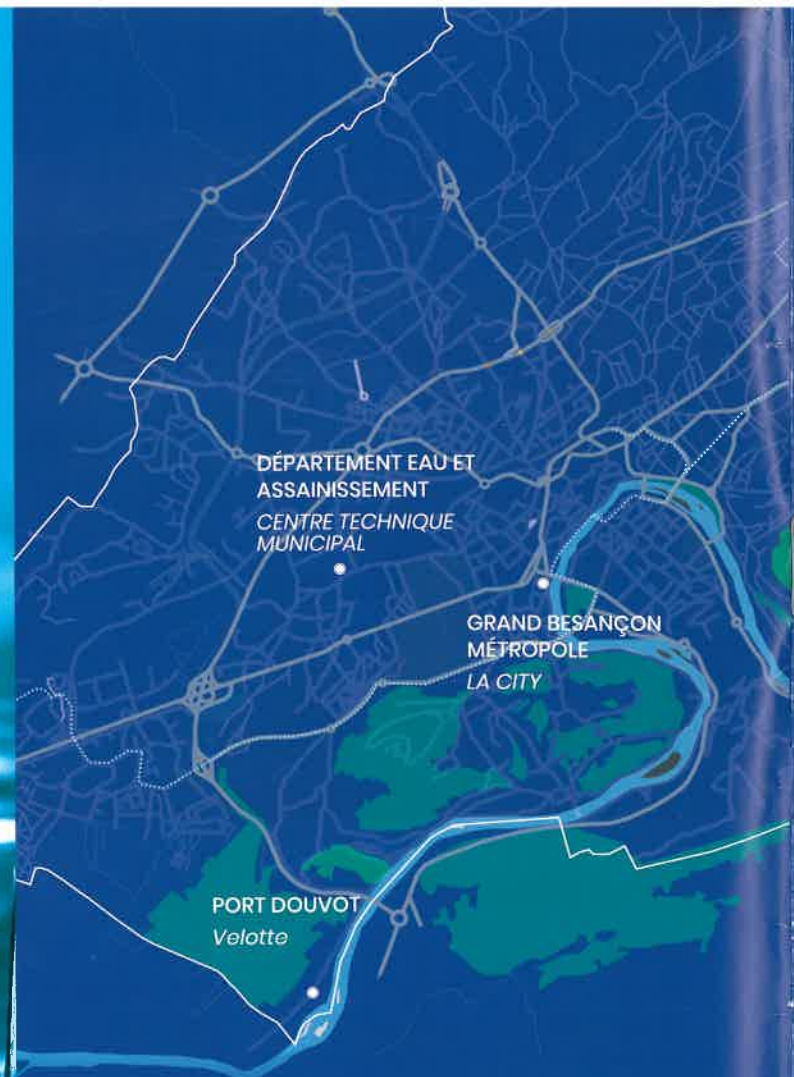 DÉPARTEMENT EAU ET
ASSAINISSEMENT
CENTRE TECHNIQUE
MUNICIPAL
GRAND BESANÇON
MÉTROPOLE
LA CITY
PORT DOUVOT
Velotte